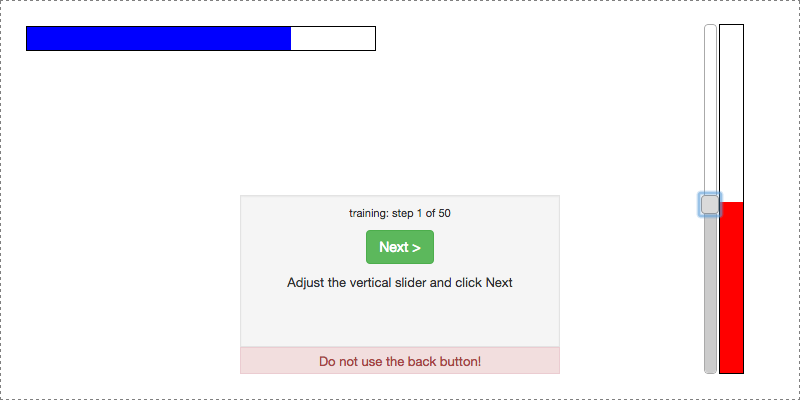 training: step 1 of 50
Next >
Adjust the vertical slider and click Next
Do not use the back button!